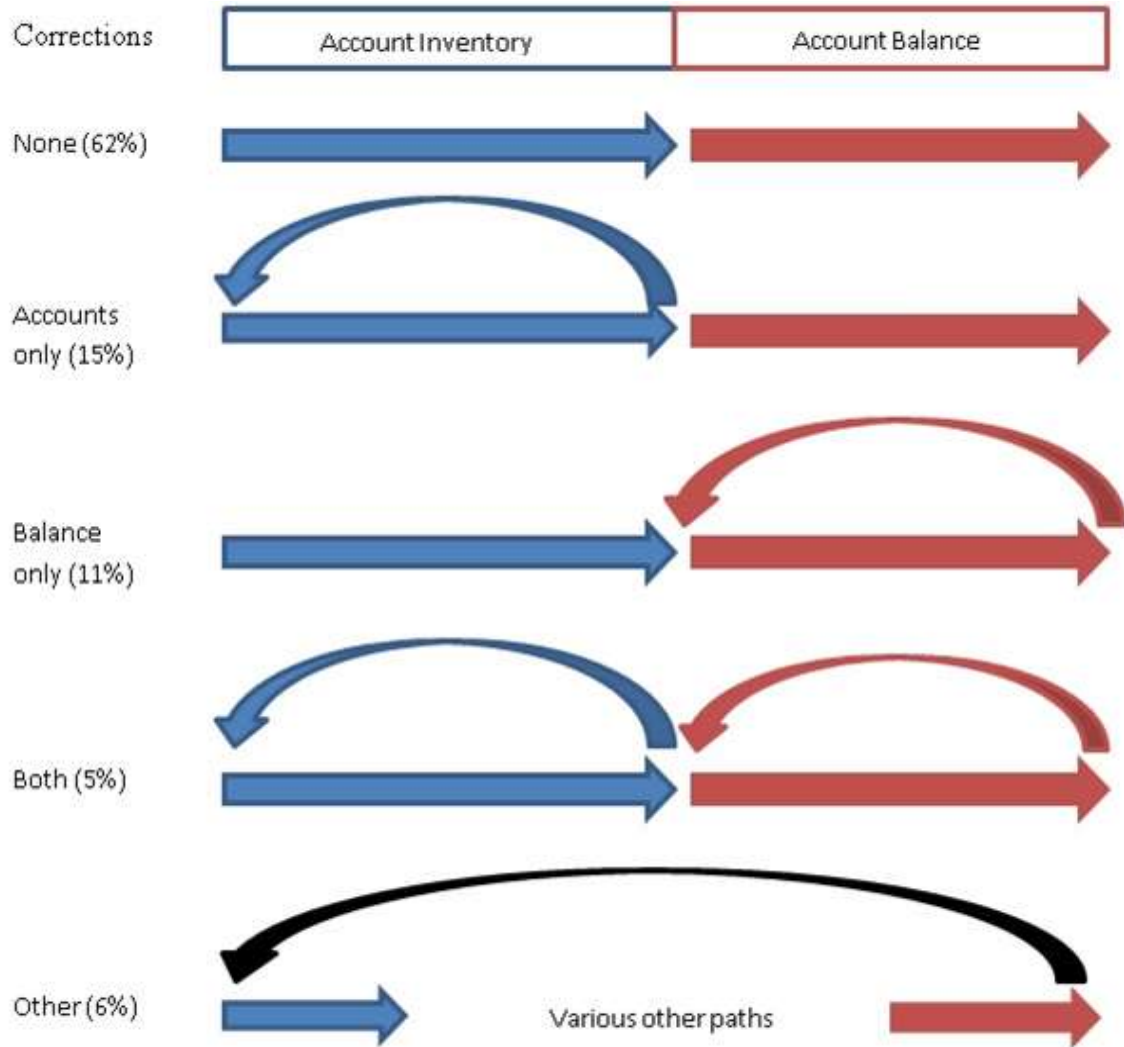 Corrections
Account Inventory
Account Balance
None (62%)
Accounts
only (15%)
Balance
only (11%)
Both (5%)
Other (6%)
Various other paths